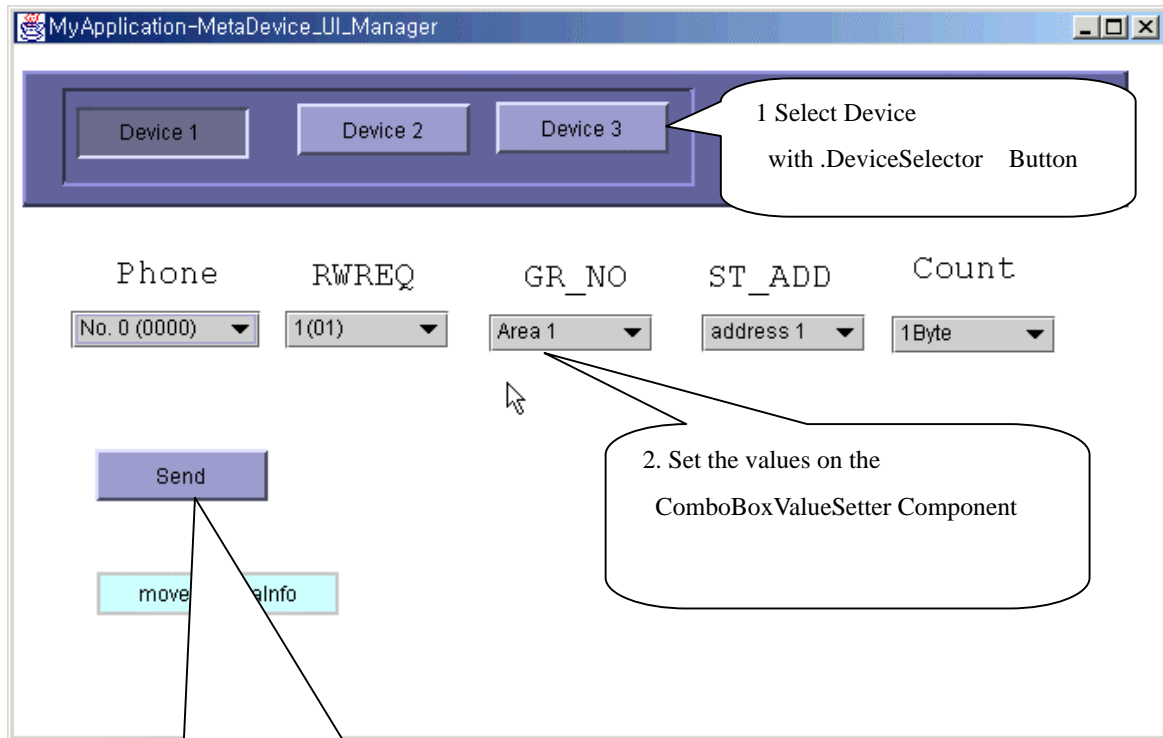 MyApplication-MetaDevice_UI_Manager
Device 1
Device 2
Device 3
1 Select Device
with .DeviceSelector Button
Phone
RWREQ
GR_NO
ST_ADD
Count
No. 0 (0000)
1(01)
Area 1
address 1
1Byte
2. Set the values on the
ComboBoxValueSetter Component
Send